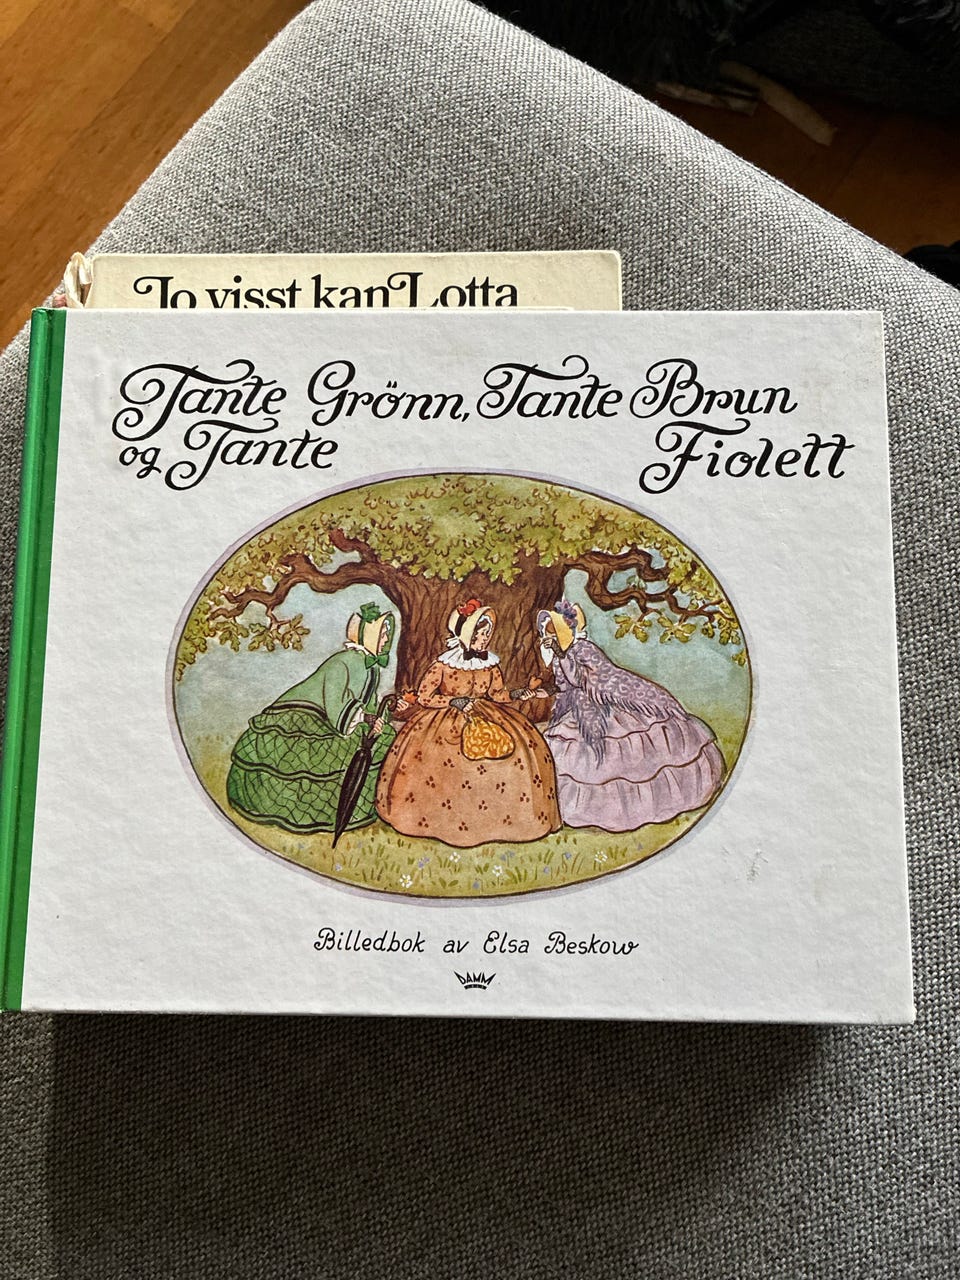 Jo visst kan Lotta
Tante Grönn, Tante Brun
og Tante Fiolett
Billedbok av Elsa Beskow
DAMM